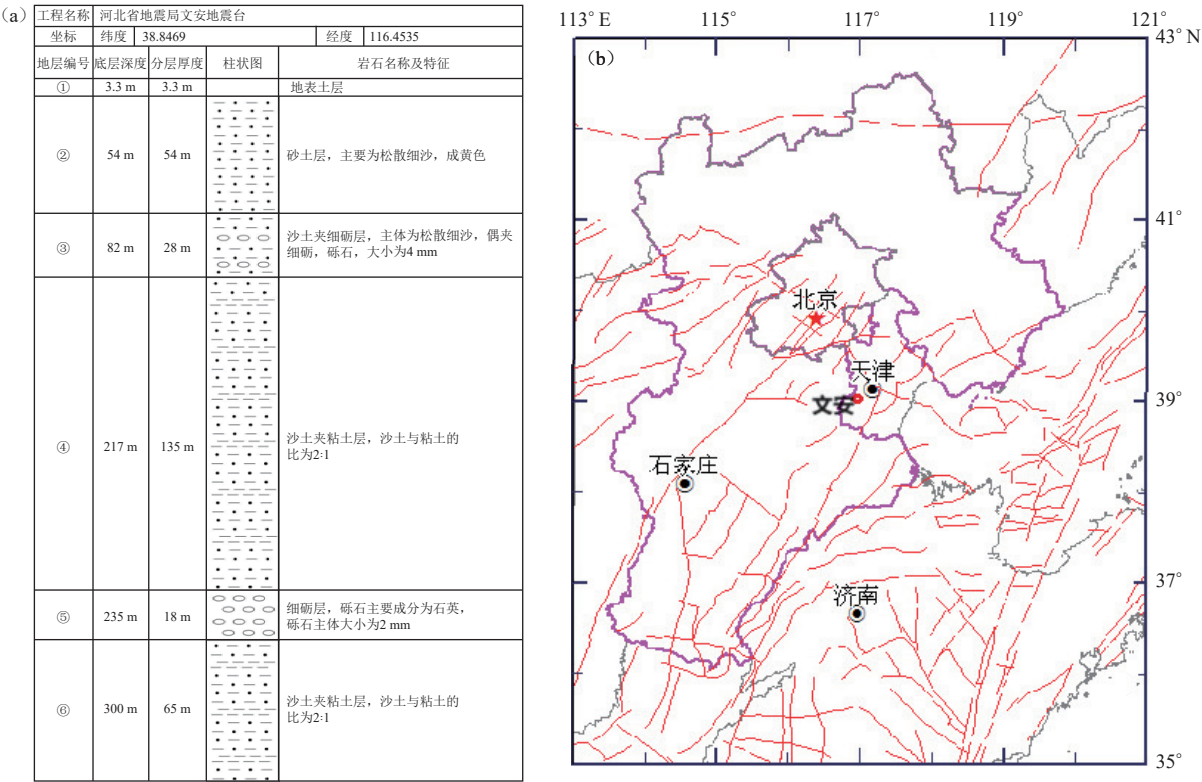 (a)
工程名称 河北省地震局文安地震台
坐标 纬度 38.8469 经度 116.4535
地层编号 底层深度 分层厚度 柱状图 岩石名称及特征
① 3.3 m 3.3 m 地表土层
② 54 m 54 m 砂土层，主要为松散细沙，成黄色
③ 82 m 28 m 沙土夹细砺层，主体为松散细沙，偶夹
细砺，砾石，大小为4 mm
④ 217 m 135 m 沙土夹粘土层，沙土与粘土的
比为2:1
⑤ 235 m 18 m 细砺层，砾石主要成分为石英，
砾石主体大小为2 mm
⑥ 300 m 65 m 沙土夹粘土层，沙土与粘土的
比为2:1
113° E 115° 117° 119° 121°
43° N
(b)
41°
北京
天津
文安
39°
石家庄
37°
济南
35°